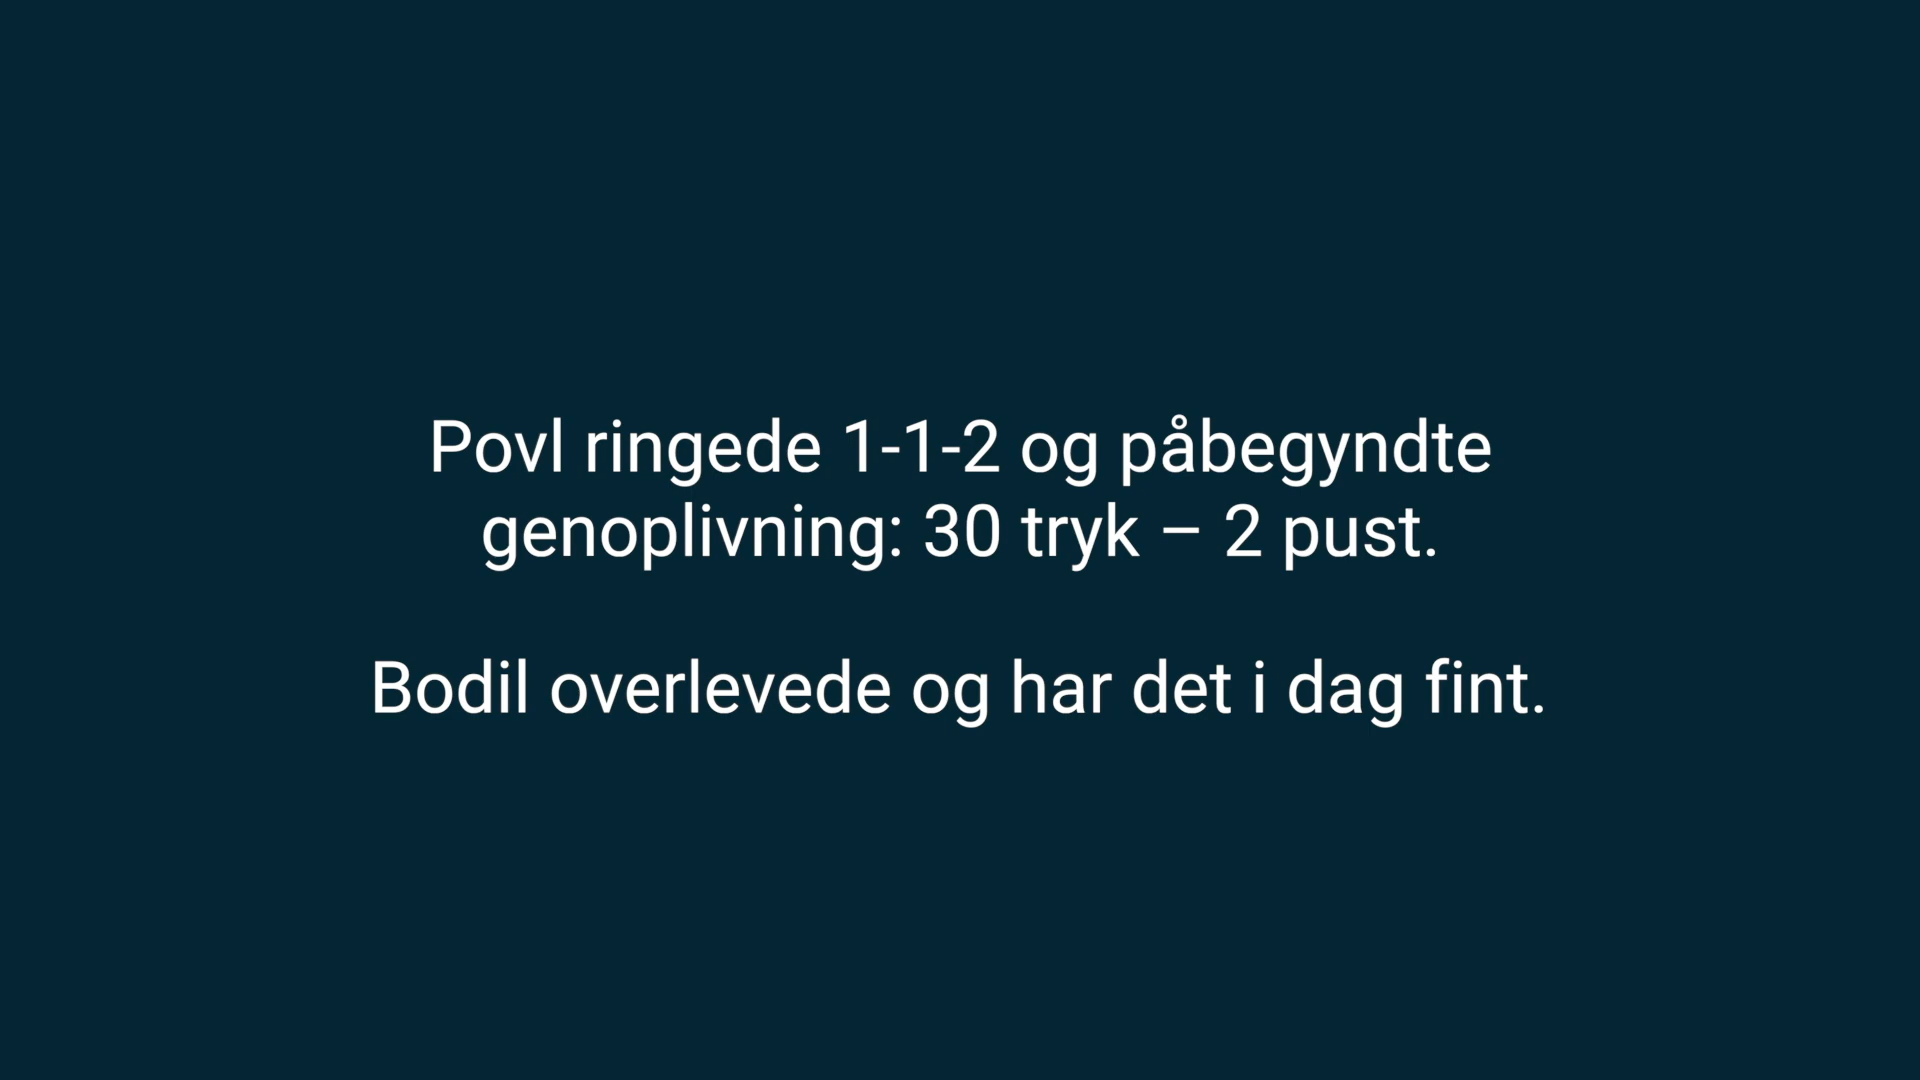 Povl ringede 1-1-2 og påbegyndte
genoplivning: 30 tryk – 2 pust.
Bodil overlevede og har det i dag fint.